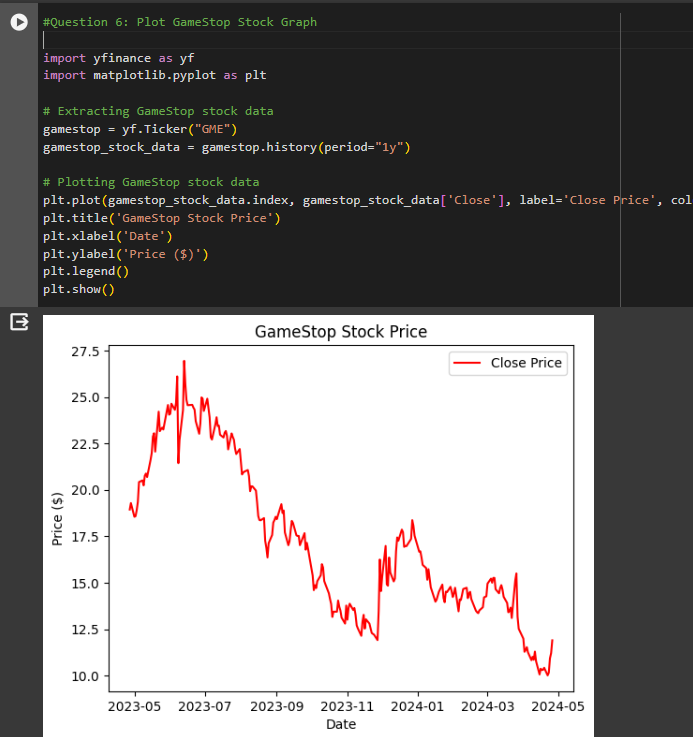 #Question 6: Plot GameStop Stock Graph
import yfinance as yf
import matplotlib.pyplot as plt
# Extracting GameStop stock data
gamestop = yf.Ticker("GME")
gamestop_stock_data = gamestop.history(period="1y")
# Plotting GameStop stock data
plt.plot(gamestop_stock_data.index, gamestop_stock_data['Close'], label='Close Price', col
plt.title('GameStop Stock Price')
plt.xlabel('Date')
plt.ylabel('Price ($)')
plt.legend()
plt.show()
GameStop Stock Price
Close Price
27.5
25.0
22.5
20.0
17.5
15.0
12.5
10.0
Price ($)
2023-05 2023-07 2023-09 2023-11 2024-01 2024-03 2024-05
Date